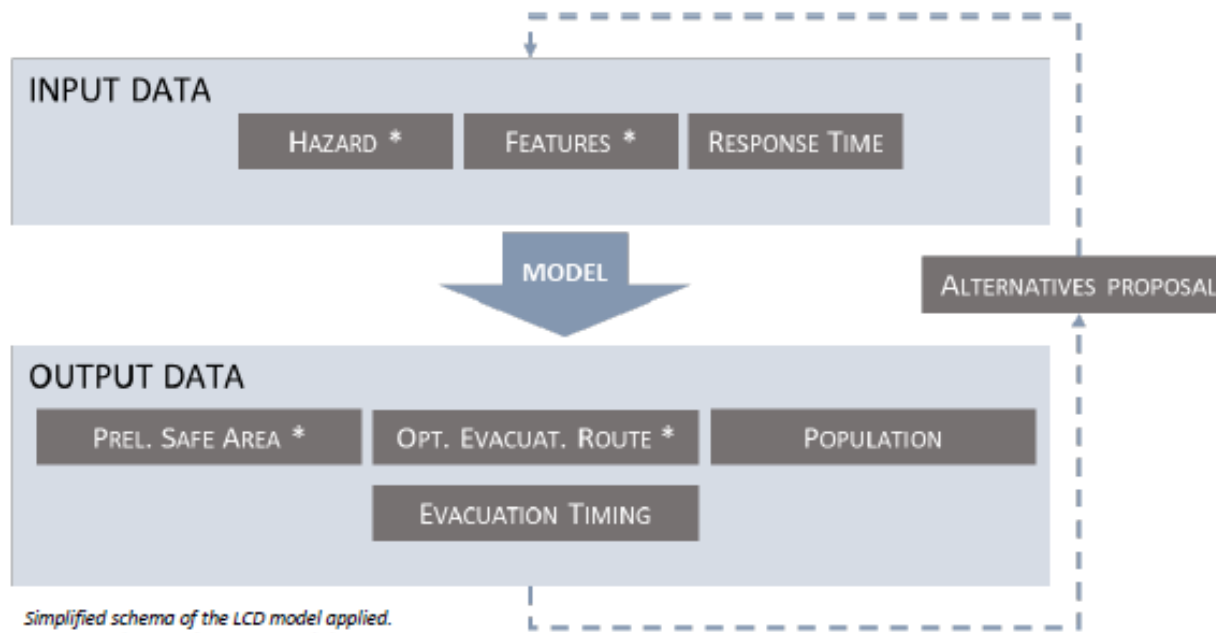 INPUT DATA
HAZARD *
FEATURES *
RESPONSE TIME
MODEL
ALTERNATIVES PROPOSAL
OUTPUT DATA
PREL. SAFE AREA *
OPT. EVACUAT. ROUTE *
POPULATION
EVACUATION TIMING
Simplified schema of the LCD model applied.